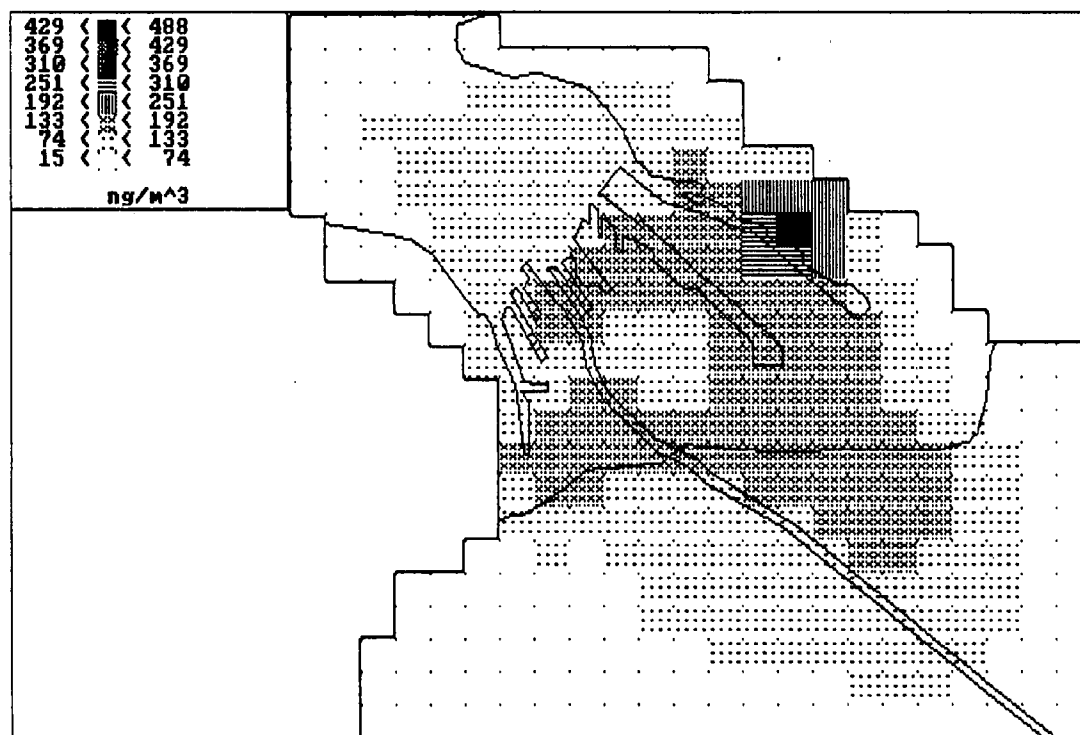 429 < < 488
369 < < 429
310 < < 369
251 < < 310
192 < < 251
133 < < 192
74 < < 133
15 < < 74
ng/m^3